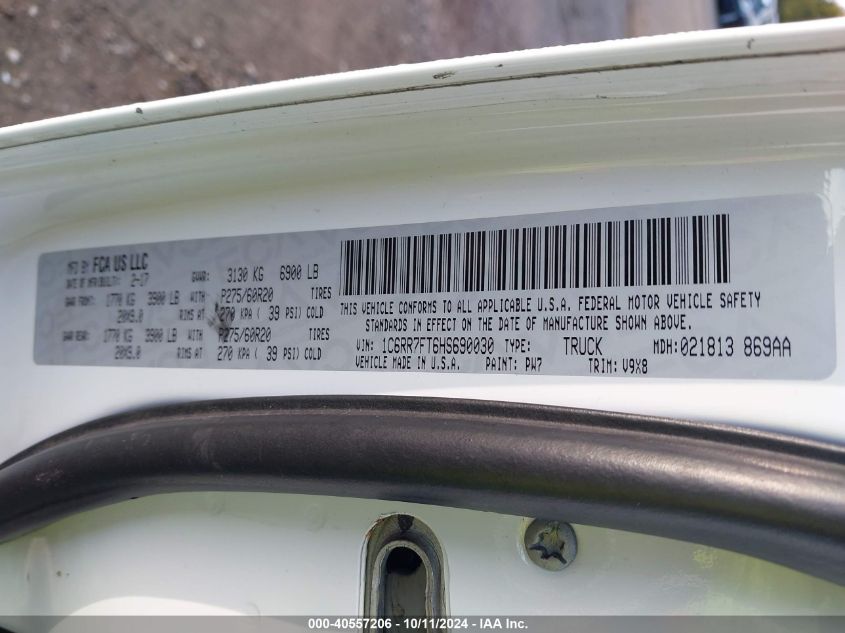 MFD BY FCA US LLC
DATE OF MFR/BUILT: 2-17 GVWR: 3130 KG 6900 LB
GAWR FRONT: 1770 KG 3900 LB WITH P275/60R20 TIRES
20X9.0 RIMS AT 270 KPA ( 39 PSI) COLD
GAWR REAR: 1770 KG 3900 LB WITH P275/60R20 TIRES
20X9.0 RIMS AT 270 KPA ( 39 PSI) COLD
THIS VEHICLE CONFORMS TO ALL APPLICABLE U.S.A. FEDERAL MOTOR VEHICLE SAFETY
STANDARDS IN EFFECT ON THE DATE OF MANUFACTURE SHOWN ABOVE.
VIN: 1C6RR7FT6HS690030 TYPE: TRUCK MDH:021813 869AA
VEHICLE MADE IN U.S.A. PAINT: PW7 TRIM: V9X8
000-40557206 - 10/11/2024 - IAA Inc.